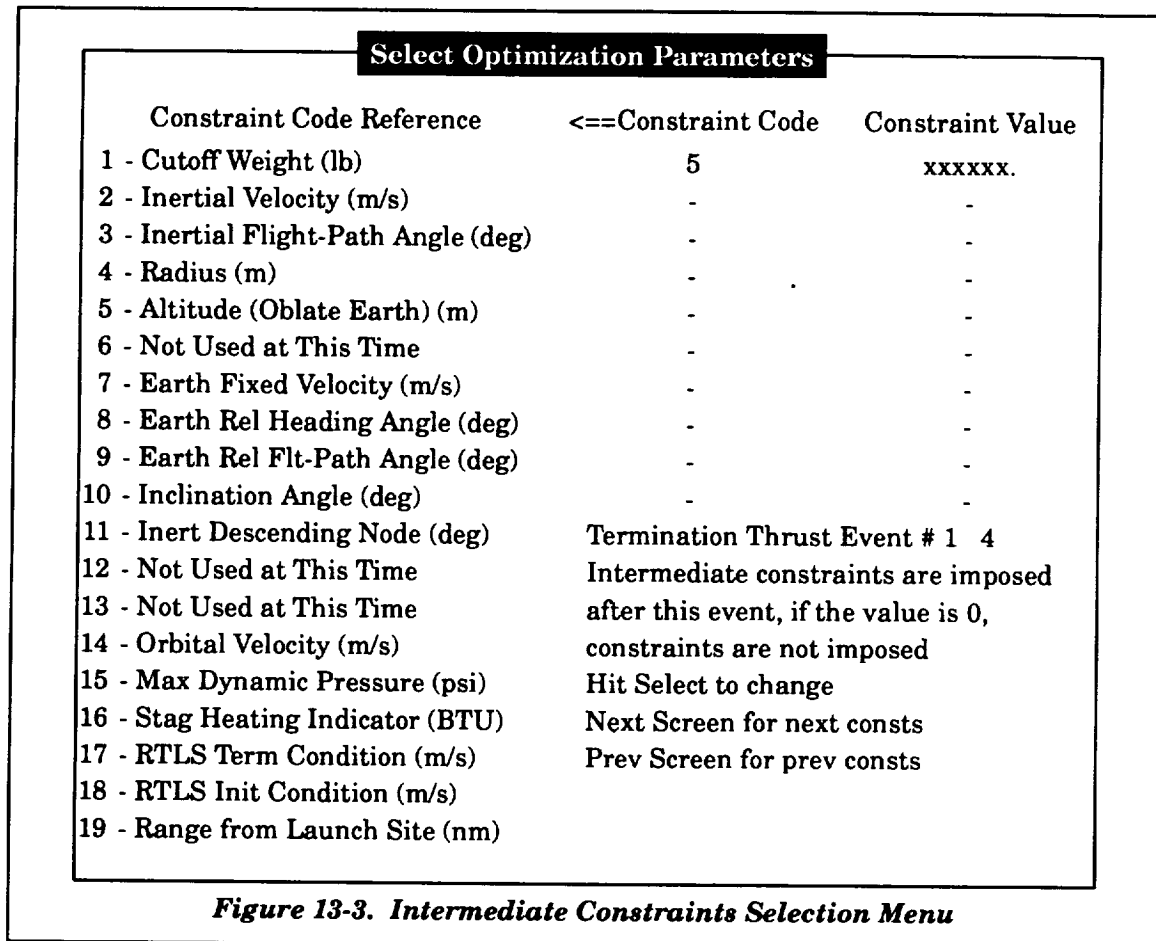 Select Optimization Parameters
Constraint Code Reference <==Constraint Code Constraint Value
1 - Cutoff Weight (lb) 5 xxxxxx.
2 - Inertial Velocity (m/s) - -
3 - Inertial Flight-Path Angle (deg) - -
4 - Radius (m) - -
5 - Altitude (Oblate Earth) (m) - -
6 - Not Used at This Time - -
7 - Earth Fixed Velocity (m/s) - -
8 - Earth Rel Heading Angle (deg) - -
9 - Earth Rel Flt-Path Angle (deg) - -
10 - Inclination Angle (deg) - -
11 - Inert Descending Node (deg) Termination Thrust Event # 1 4
12 - Not Used at This Time Intermediate constraints are imposed
13 - Not Used at This Time after this event, if the value is 0,
14 - Orbital Velocity (m/s) constraints are not imposed
15 - Max Dynamic Pressure (psi) Hit Select to change
16 - Stag Heating Indicator (BTU) Next Screen for next consts
17 - RTLS Term Condition (m/s) Prev Screen for prev consts
18 - RTLS Init Condition (m/s)
19 - Range from Launch Site (nm)
Figure 13-3. Intermediate Constraints Selection Menu